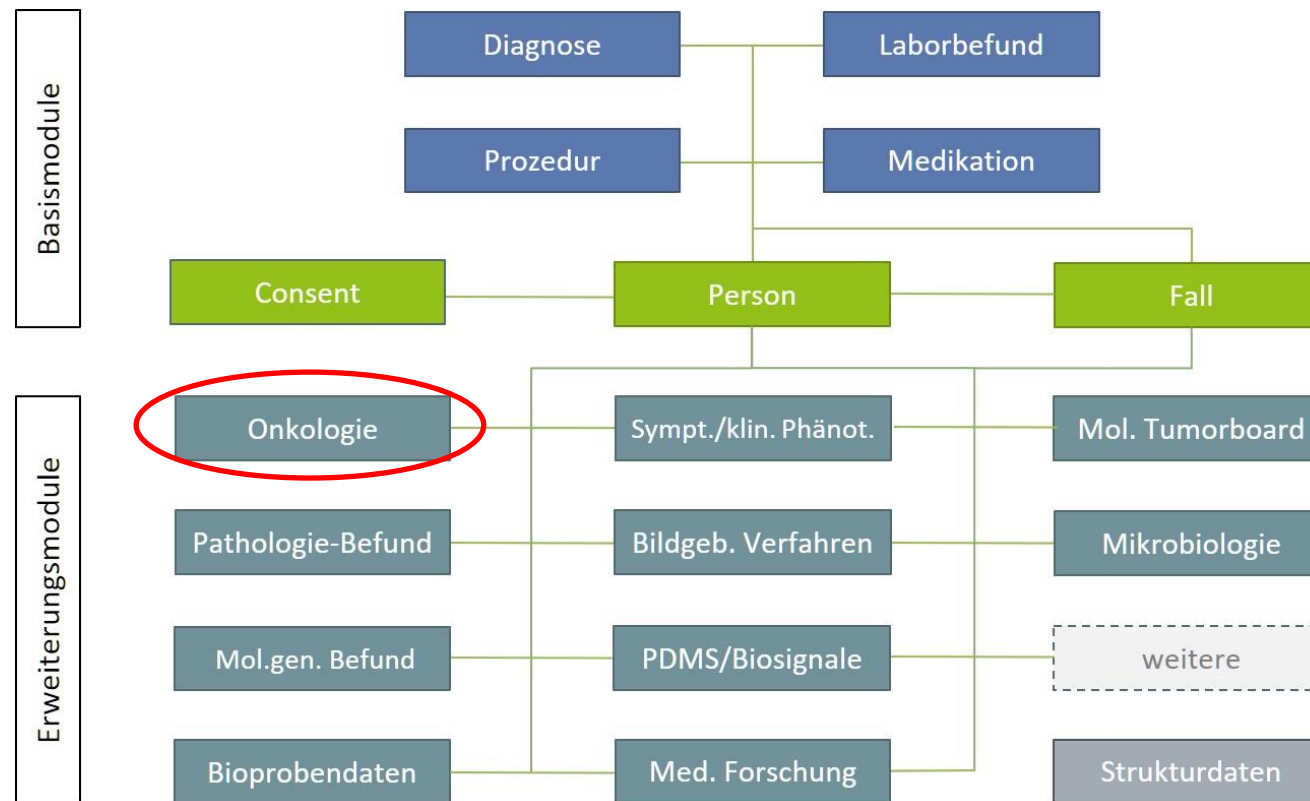 Basismodule
Diagnose
Laborbefund
Prozedur
Medikation
Consent
Person
Fall
Erweiterungsmodule
Onkologie
Sympt./klin. Phänot.
Mol. Tumorboard
Pathologie-Befund
Bildgeb. Verfahren
Mikrobiologie
Mol.gen. Befund
PDMS/Biosignale
weitere
Bioprobendaten
Med. Forschung
Strukturdaten